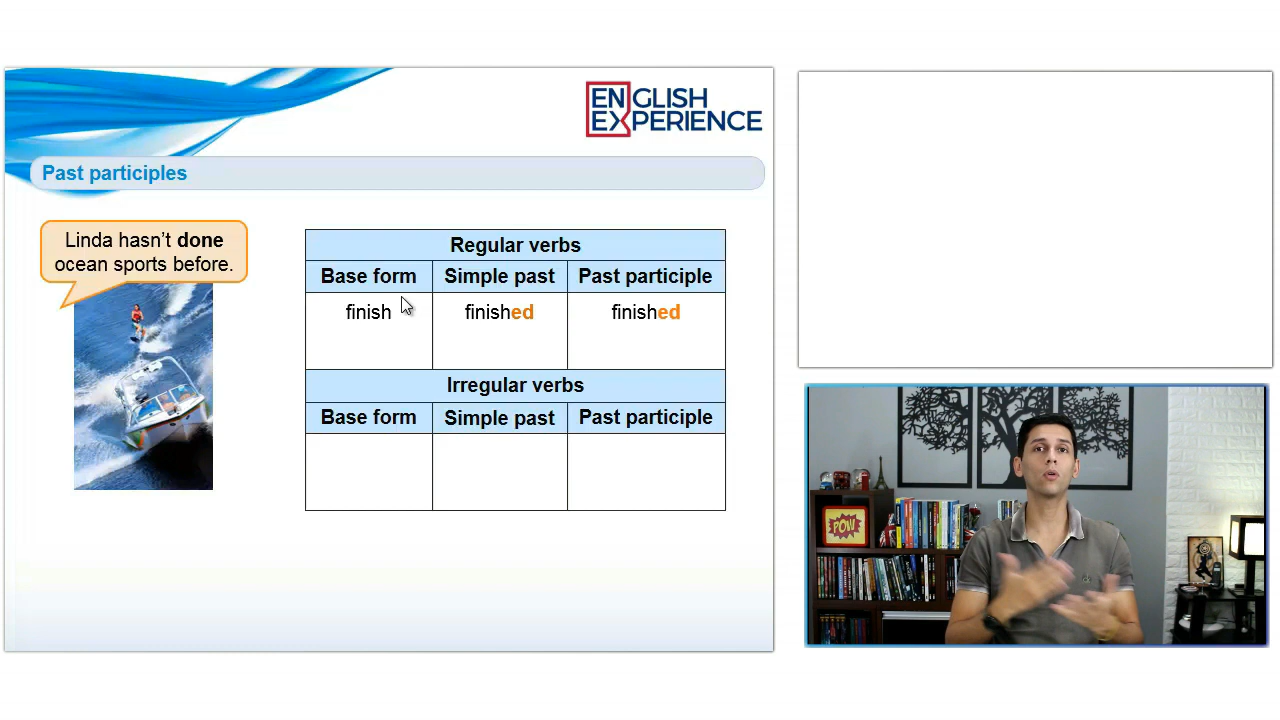 ENGLISH
EXPERIENCE
Past participles
Linda hasn't done
ocean sports before.
Regular verbs
Base form Simple past Past participle
finish finished finished
Irregular verbs
Base form Simple past Past participle
POW